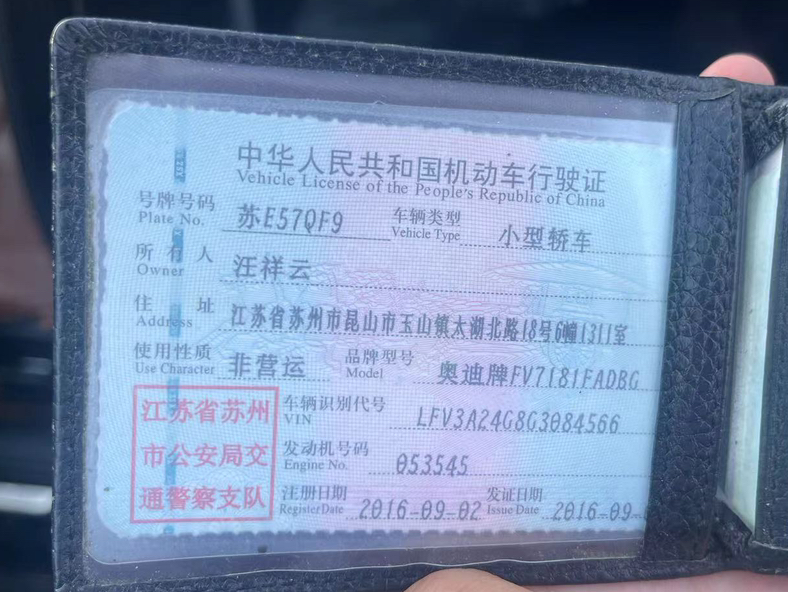 中华人民共和国机动车行驶证
Vehicle License of the People's Republic of China
号牌号码 苏E57QF9 车辆类型 小型轿车
Plate No. Vehicle Type
所有人 汪祥云
Owner
住址 江苏省苏州市昆山市玉山镇太湖北路18号6幢1311室
Address
使用性质 非营运 品牌型号 奥迪牌FV7181FADBG
Use Character Model
江苏省苏州
市公安局交
通警察支队
车辆识别代号 LFV3A24G8G3084566
VIN
发动机号码 053545
Engine No.
注册日期 2016-09-02 发证日期 2016-09-
Register Date Issue Date